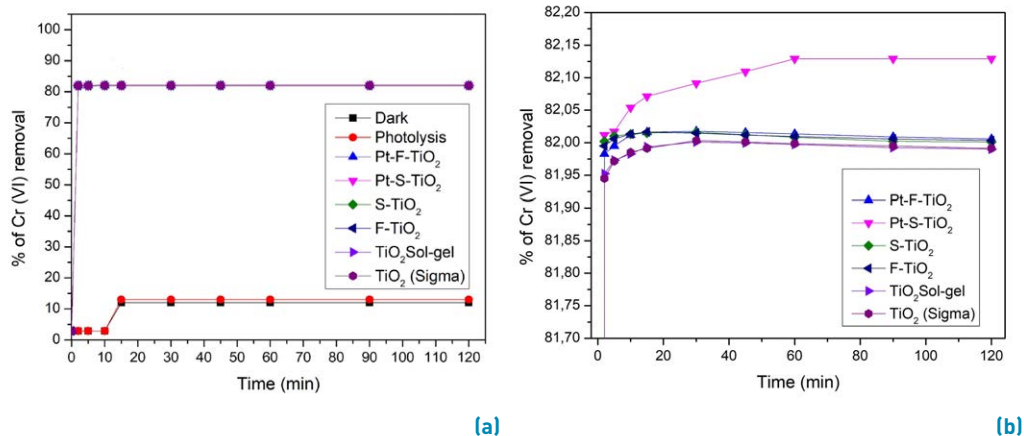 100
90
80
70
60
50
40
30
20
10
0
% of Cr (VI) removal
Dark
Photolysis
Pt-F-TiO₂
Pt-S-TiO₂
S-TiO₂
F-TiO₂
TiO₂Sol-gel
TiO₂ (Sigma)
0 10 20 30 40 50 60 70 80 90 100 110 120
Time (min)
(a)
82,20
82,15
82,10
82,05
82,00
81,95
81,90
81,85
81,80
81,75
81,70
% of Cr (VI) removal
Pt-F-TiO₂
Pt-S-TiO₂
S-TiO₂
F-TiO₂
TiO₂Sol-gel
TiO₂ (Sigma)
0 20 40 60 80 100 120
Time (min)
(b)